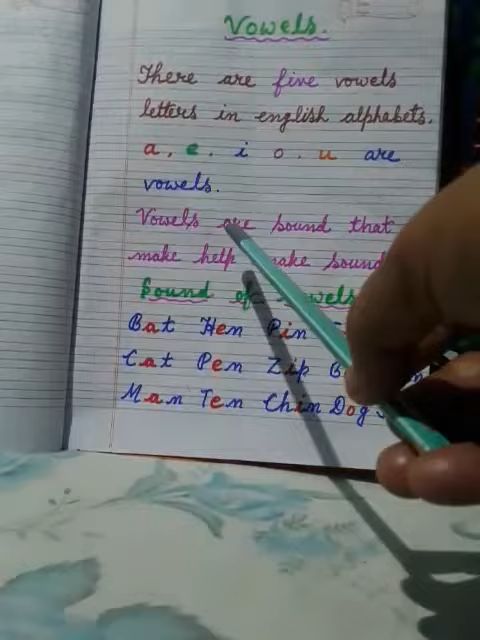 Vowels.
There are five vowels
letters in english alphabets.
a, e, i o. u are
vowels.
Vowels are sound that
make help make sound
Sound of Vowels
Bat Hen Pin
Cat Pen Zip
Man Ten Chin Dog